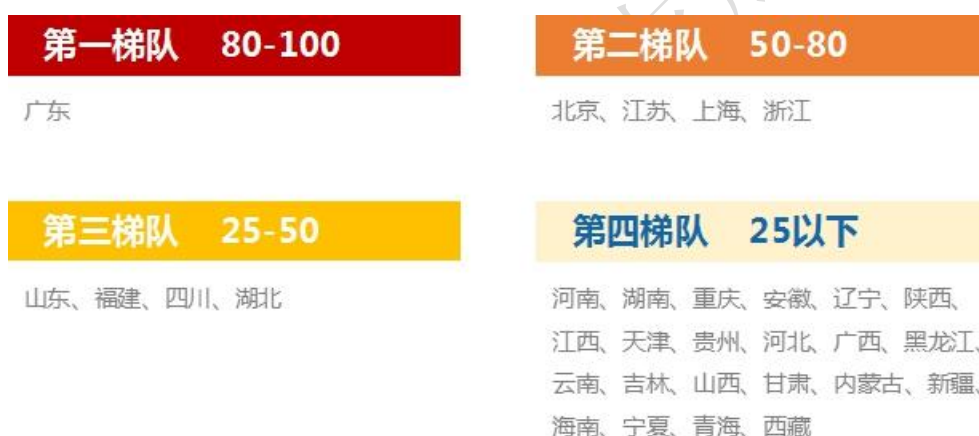 第一梯队 80-100
广东
第二梯队 50-80
北京、江苏、上海、浙江
第三梯队 25-50
山东、福建、四川、湖北
第四梯队 25以下
河南、湖南、重庆、安徽、辽宁、陕西、
江西、天津、贵州、河北、广西、黑龙江、
云南、吉林、山西、甘肃、内蒙古、新疆、
海南、宁夏、青海、西藏